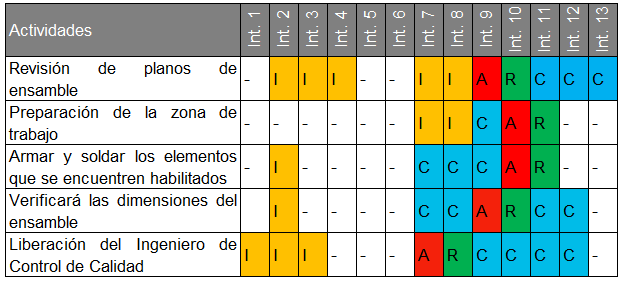 Actividades Int. 1 Int. 2 Int. 3 Int. 4 Int. 5 Int. 6 Int. 7 Int. 8 Int. 9 Int. 10 Int. 11 Int. 12 Int. 13
Revisión de planos de
ensamble - I I I - - I I A R C C C
Preparación de la zona de
trabajo - - - - - - I I C A R - -
Armar y soldar los elementos
que se encuentren habilitados - I - - - - C C C A R - -
Verificará las dimensiones del
ensamble I - - - - C C A R C C -
Liberación del Ingeniero de
Control de Calidad I I I - - - A R C C C C -